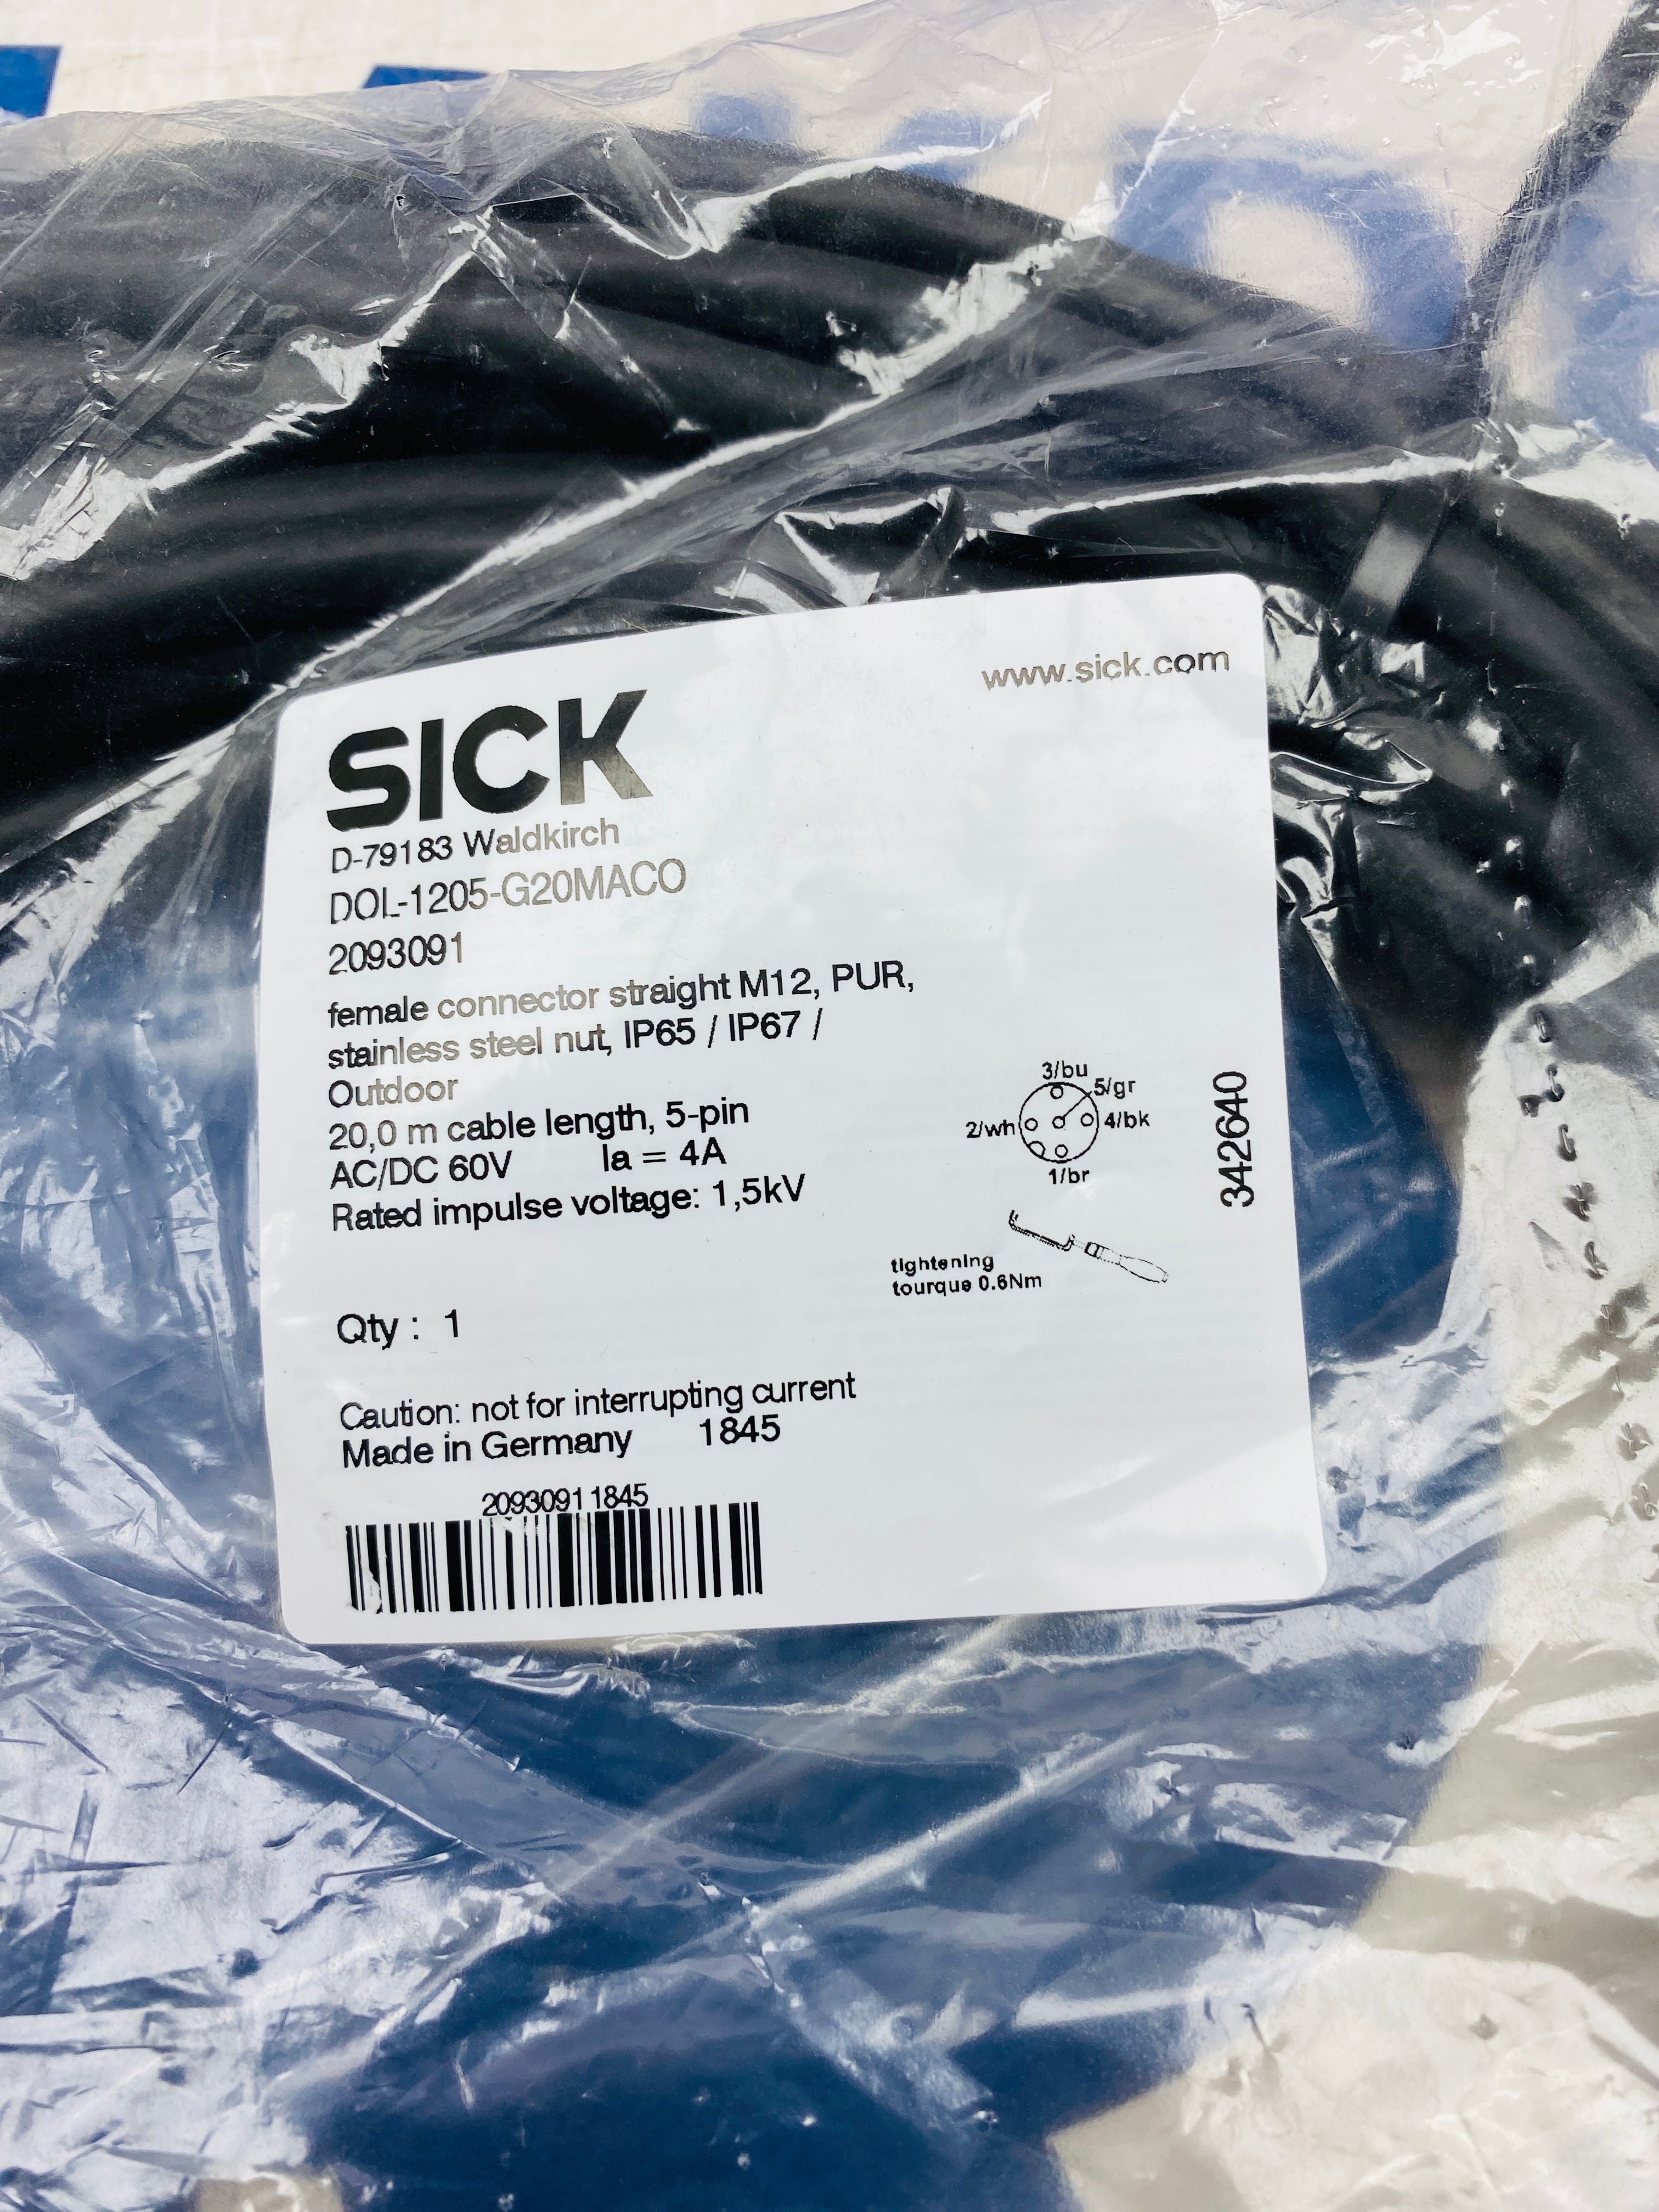 www.sick.com
SICK
D-79183 Waldkirch
DOL-1205-G20MACO
2093091
female connector straight M12, PUR,
stainless steel nut, IP65 / IP67 /
Outdoor
20,0 m cable length, 5-pin
AC/DC 60V Ia = 4A
Rated impulse voltage: 1,5kV
3/bu
5/gr
2/wh
4/bk
1/br
342640
tightening
tourque 0.6Nm
Qty : 1
Caution: not for interrupting current
Made in Germany 1845
20930911845